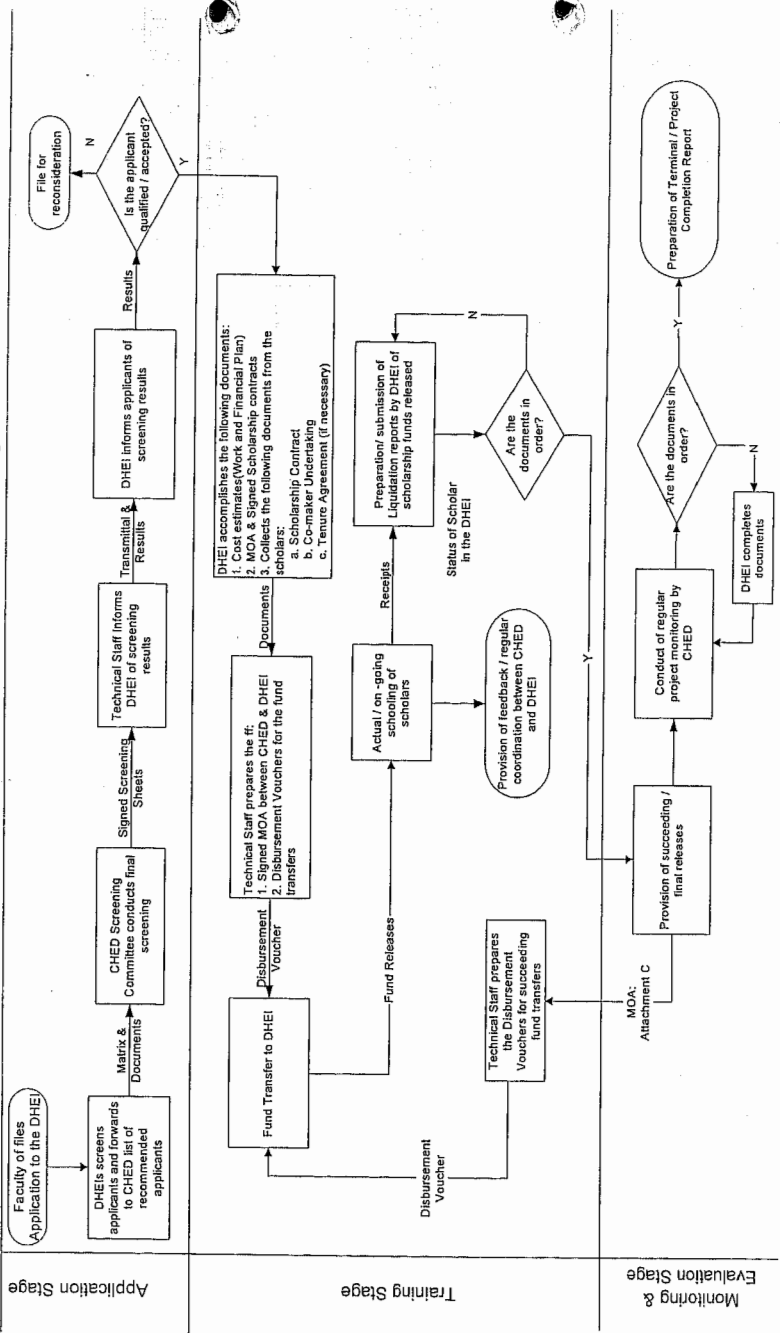 Application Stage
Faculty of files
Application to the DHEI
DHEIs screens
applicants and forwards
to CHED list of
recommended
applicants
Matrix &
Documents
CHED Screening
Committee conducts final
screening
Signed Screening
Sheets
Technical Staff Informs
DHEI of screening
results
Transmittal &
Results
DHEI informs applicants of
screening results
Results
Is the applicant
qualified / accepted?
N
File for
reconsideration
Y
Training Stage
DHEI accomplishes the following documents:
1. Cost estimates(Work and Financial Plan)
2. MOA & Signed Scholarship contracts
3. Collects the following documents from the
scholars:
a. Scholarship Contract
b. Co-maker Undertaking
c. Tenure Agreement (if necessary)
Documents
Technical Staff prepares the ff:
1. Signed MOA between CHED & DHEI
2. Disbursement Vouchers for the fund
transfers
Disbursement
Voucher
Fund Transfer to DHEI
Fund Releases
Actual / on -going
schooling of
scholars
Provision of feedback / regular
coordination between CHED
and DHEI
Receipts
Preparation/ submission of
Liquidation reports by DHEI of
scholarship funds released
Status of Scholar
In the DHEI
Are the
documents in
order?
N
Y
Technical Staff prepares
the Disbursement
Vouchers for succeeding
fund transfers
Disbursement
Voucher
Monitoring &
Evaluation Stage
MOA:
Attachment C
Provision of succeeding /
final releases
Conduct of regular
project monitoring by
CHED
Are the documents in
order?
N
DHEI completes
documents
Y
Preparation of Terminal / Project
Completion Report